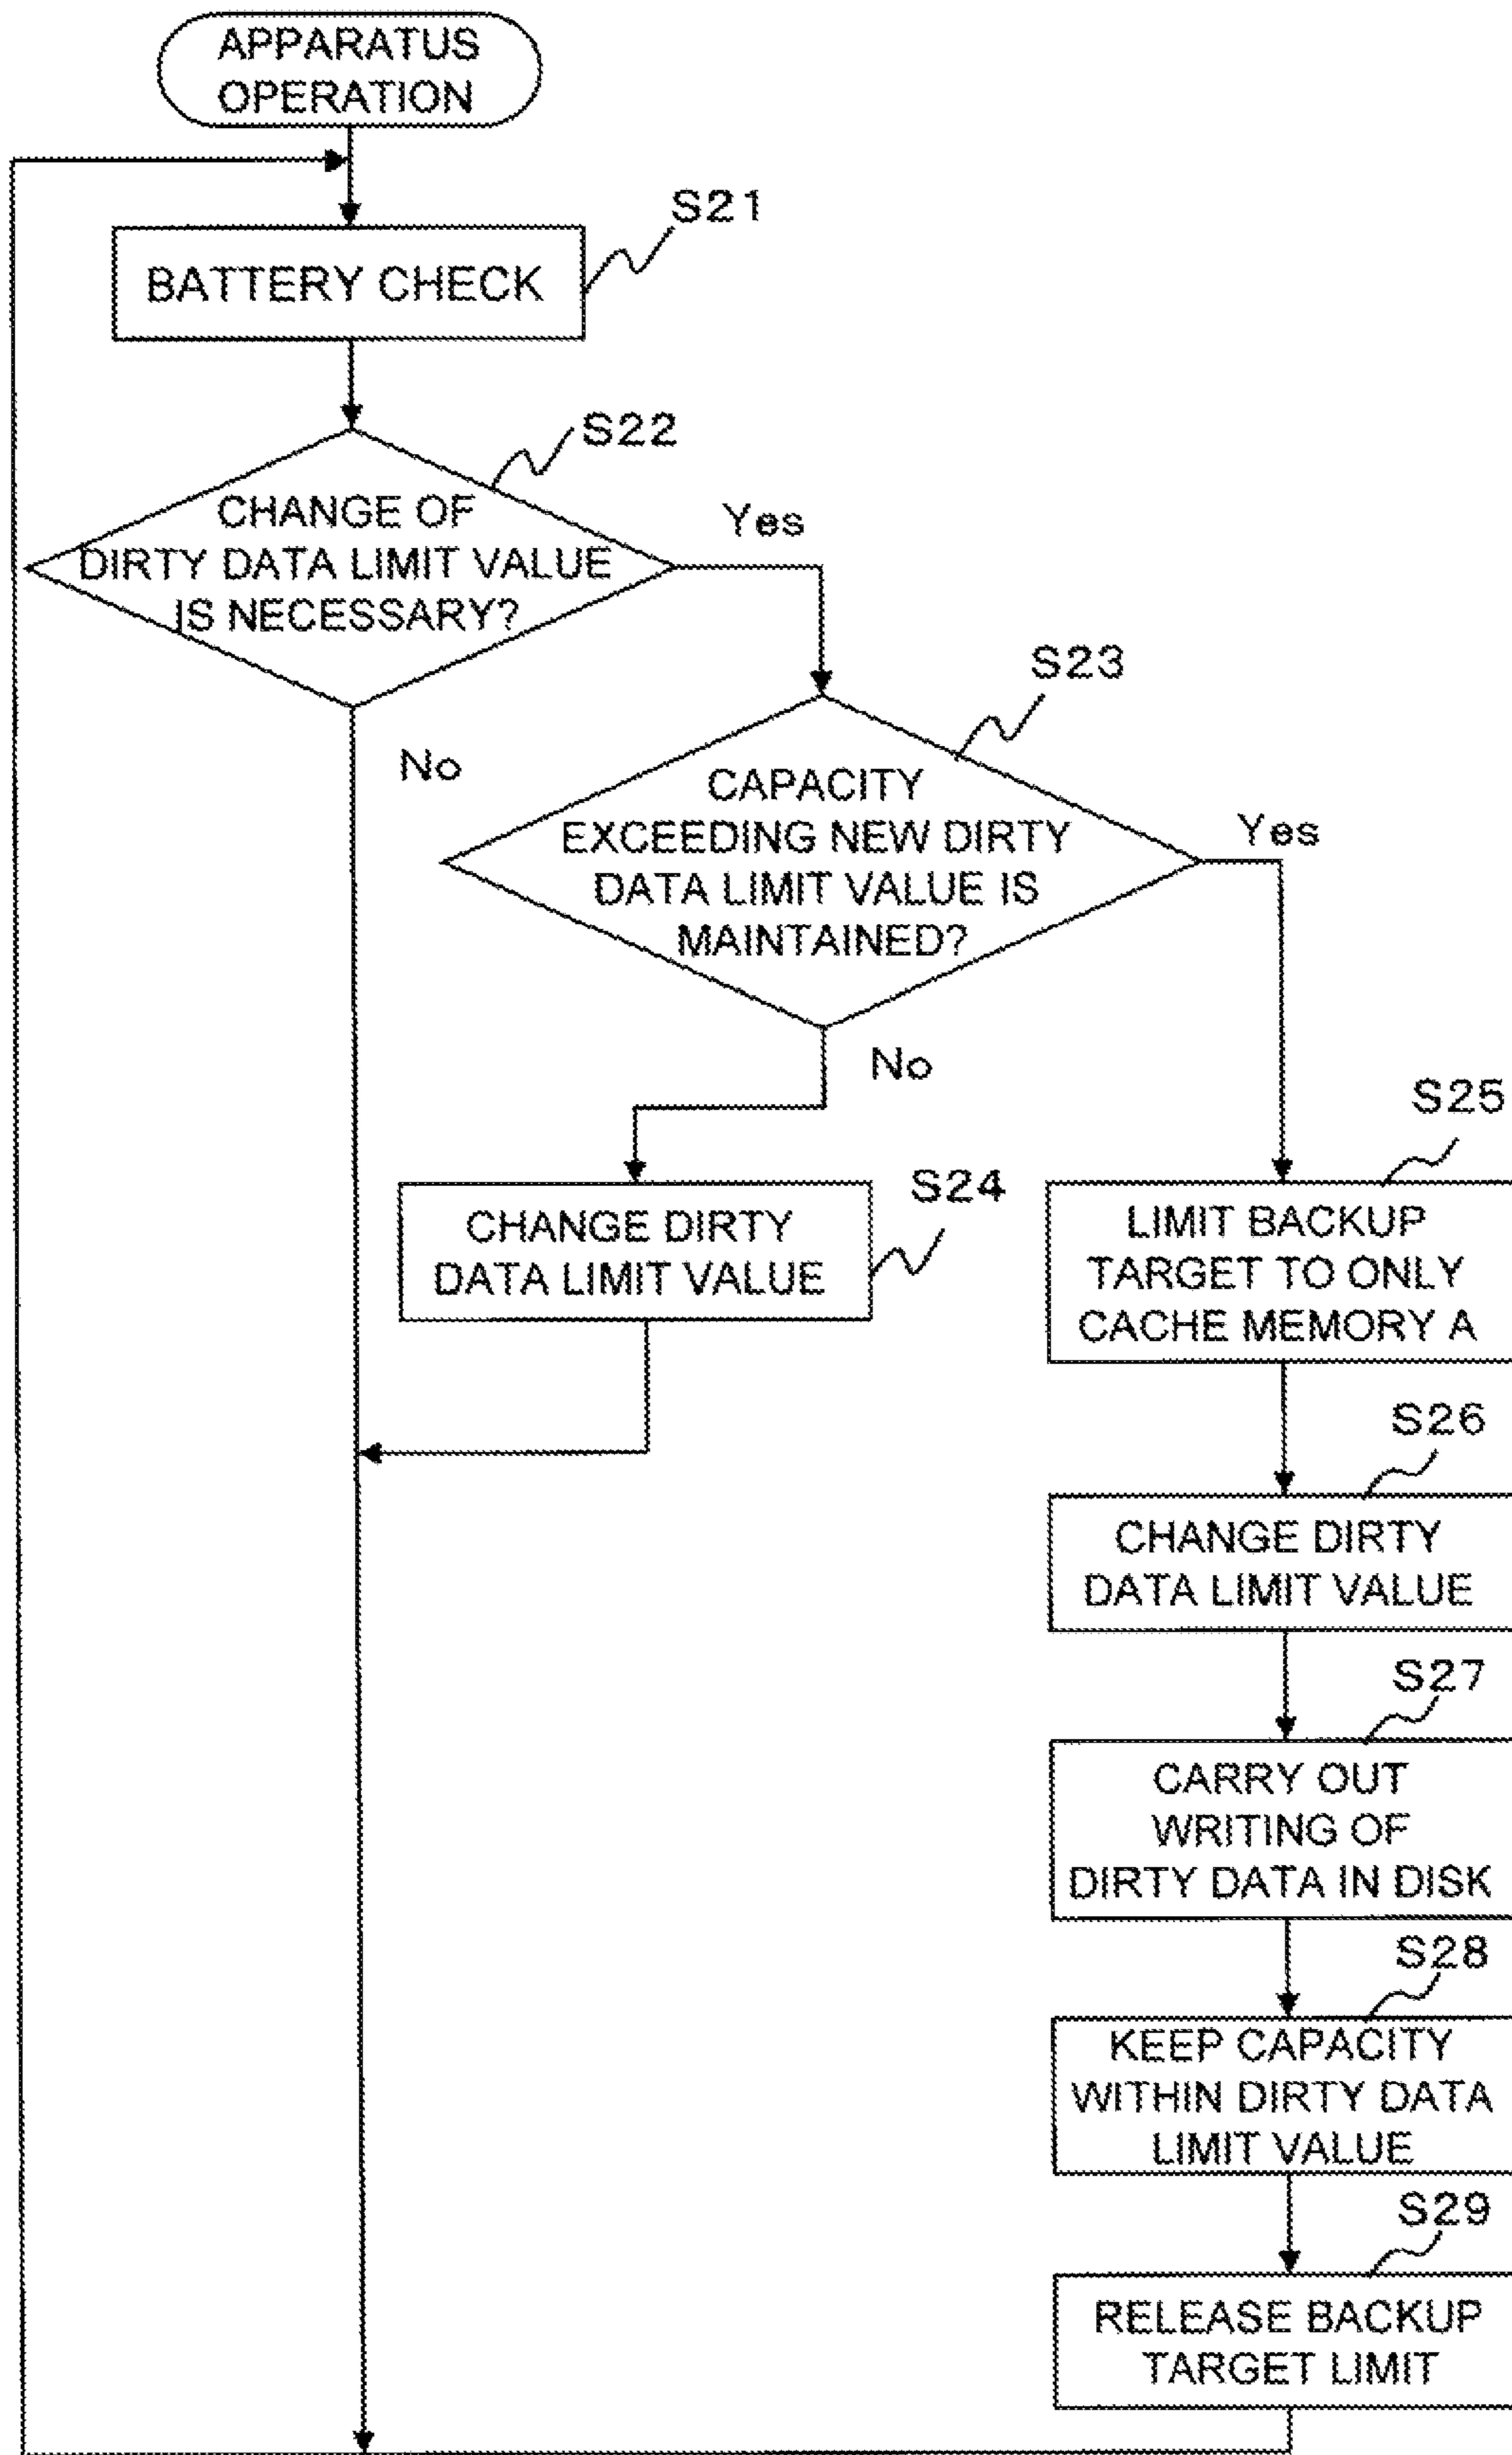 APPARATUS
OPERATION
S21
BATTERY CHECK
S22
CHANGE OF
DIRTY DATA LIMIT VALUE
IS NECESSARY?
Yes
No
S23
CAPACITY
EXCEEDING NEW DIRTY
DATA LIMIT VALUE IS
MAINTAINED?
Yes
No
S24
CHANGE DIRTY
DATA LIMIT VALUE
S25
LIMIT BACKUP
TARGET TO ONLY
CACHE MEMORY A
S26
CHANGE DIRTY
DATA LIMIT VALUE
S27
CARRY OUT
WRITING OF
DIRTY DATA IN DISK
S28
KEEP CAPACITY
WITHIN DIRTY DATA
LIMIT VALUE
S29
RELEASE BACKUP
TARGET LIMIT